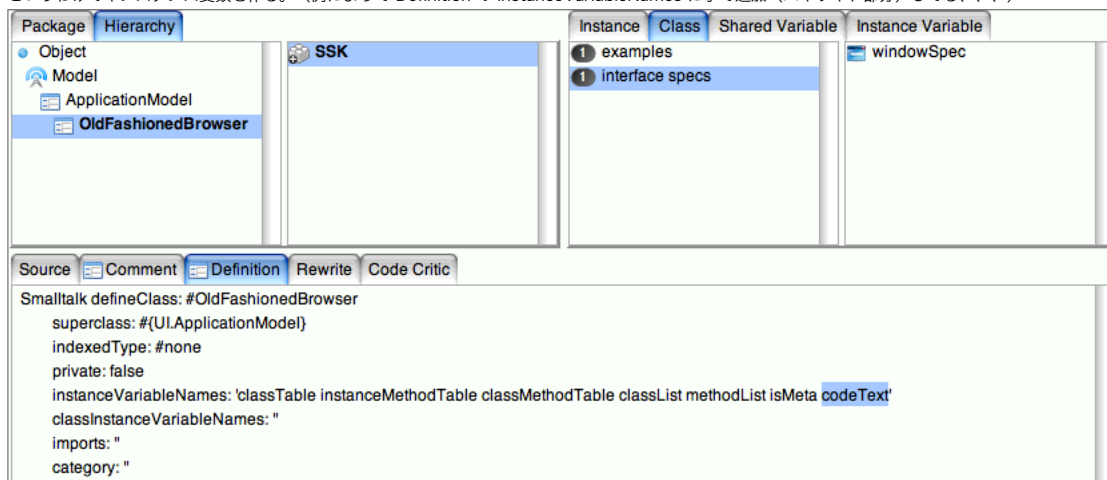 instanceVariableNames
Package Hierarchy Instance Class Shared Variable Instance Variable
Object SSK examples windowSpec
Model interface specs
ApplicationModel
OldFashionedBrowser
Source Comment Definition Rewrite Code Critic
Smalltalk defineClass: #OldFashionedBrowser
superclass: #{UI.ApplicationModel}
indexedType: #none
private: false
instanceVariableNames: 'classTable instanceMethodTable classMethodTable classList methodList isMeta codeText'
classInstanceVariableNames: ''
imports: ''
category: ''